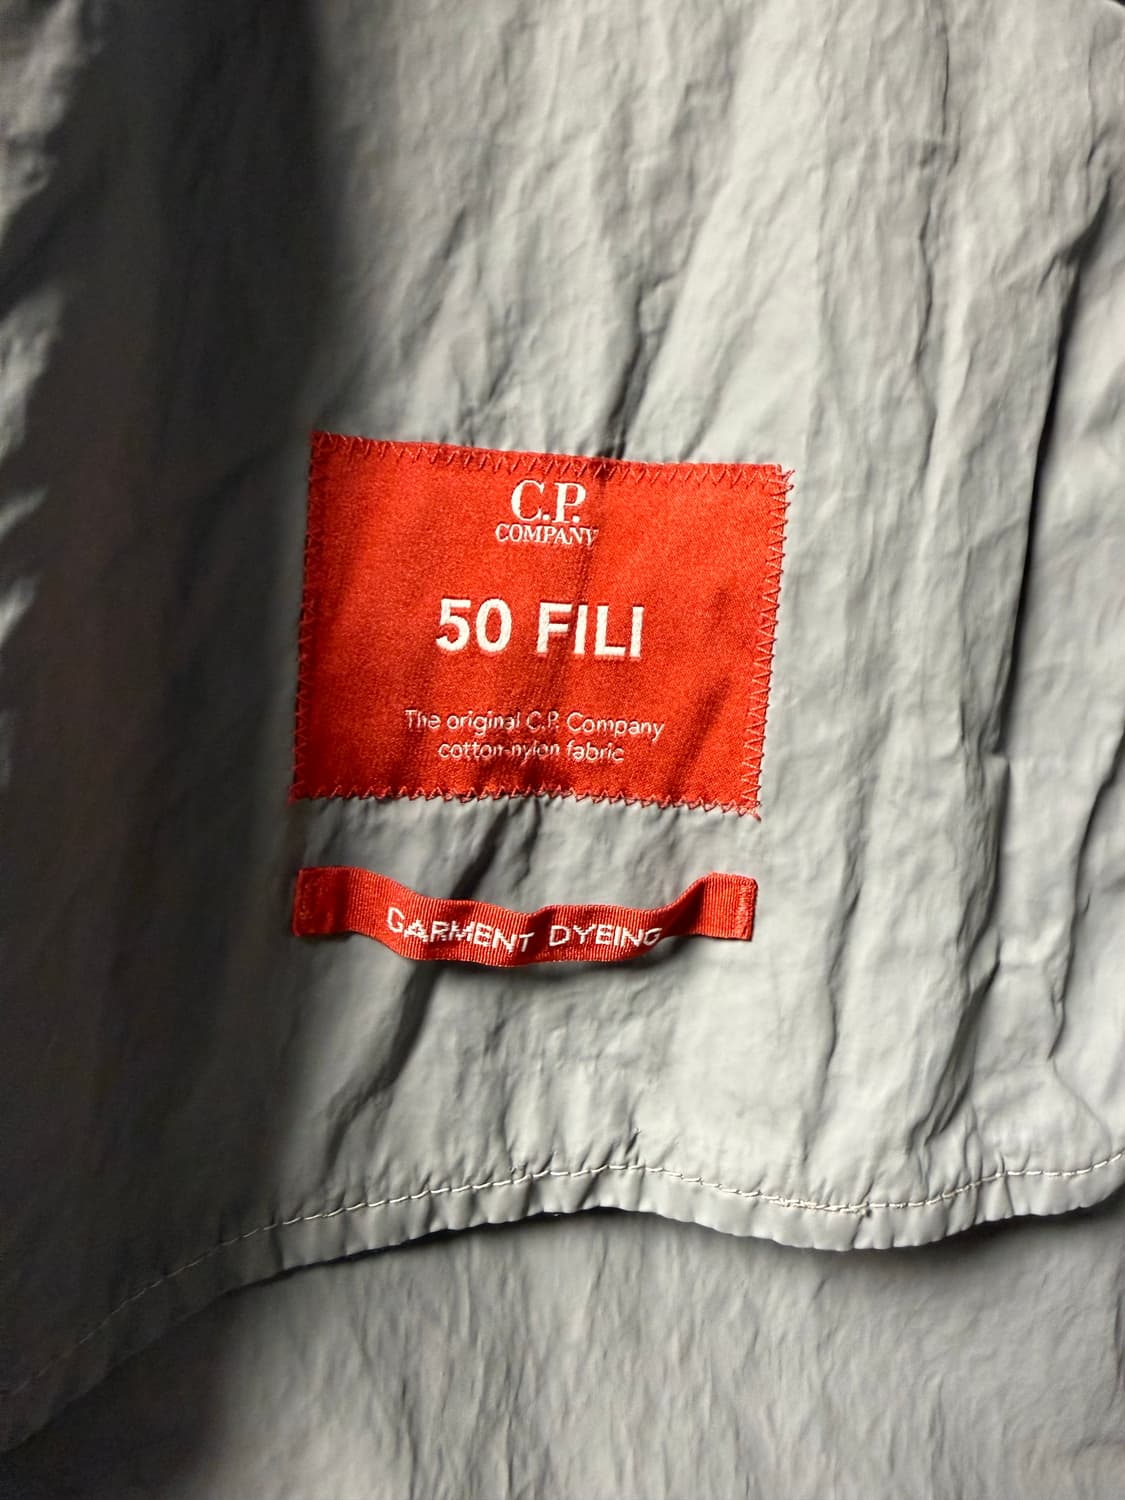 C.P.
COMPANY
50 FILI
The original C.P. Company
cotton-nylon fabric
GARMENT DYEING